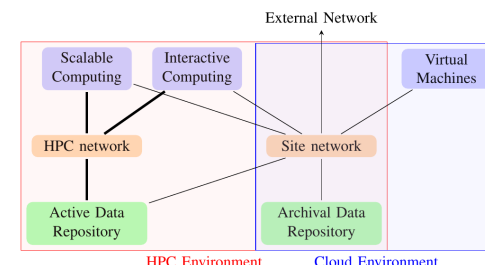 External Network
Scalable
Computing
Interactive
Computing
Virtual
Machines
HPC network
Site network
Active Data
Repository
Archival Data
Repository
HPC Environment
Cloud Environment